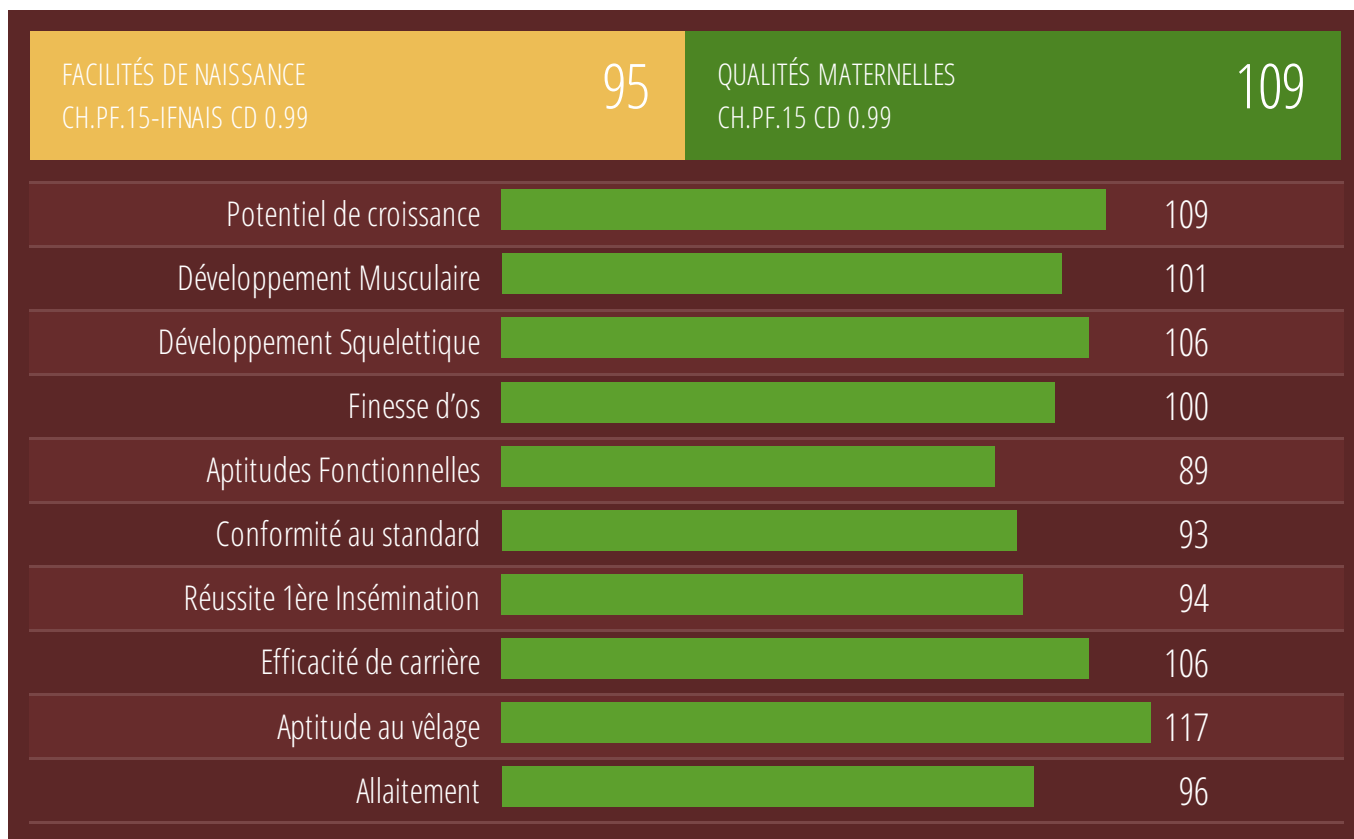 FACILITÉS DE NAISSANCE 95
CH.PF.15-IFNAIS CD 0.99
QUALITÉS MATERNELLES 109
CH.PF.15 CD 0.99
Potentiel de croissance 109
Développement Musculaire 101
Développement Squelettique 106
Finesse d’os 100
Aptitudes Fonctionnelles 89
Conformité au standard 93
Réussite 1ère Insémination 94
Efficacité de carrière 106
Aptitude au vêlage 117
Allaitement 96